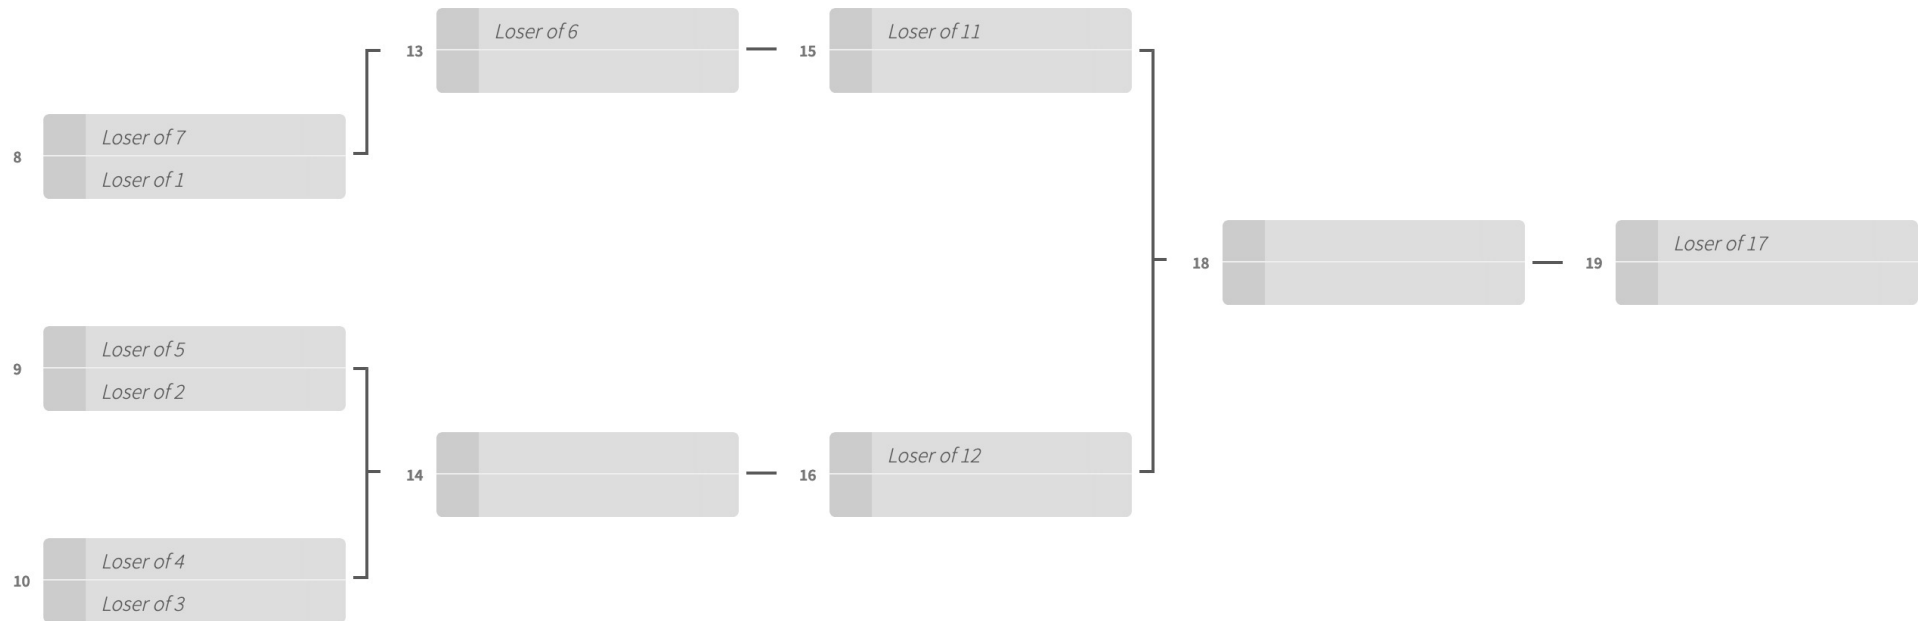 13
Loser of 6
15
Loser of 11
8
Loser of 7
Loser of 1
18
19
Loser of 17
9
Loser of 5
Loser of 2
14
16
Loser of 12
10
Loser of 4
Loser of 3